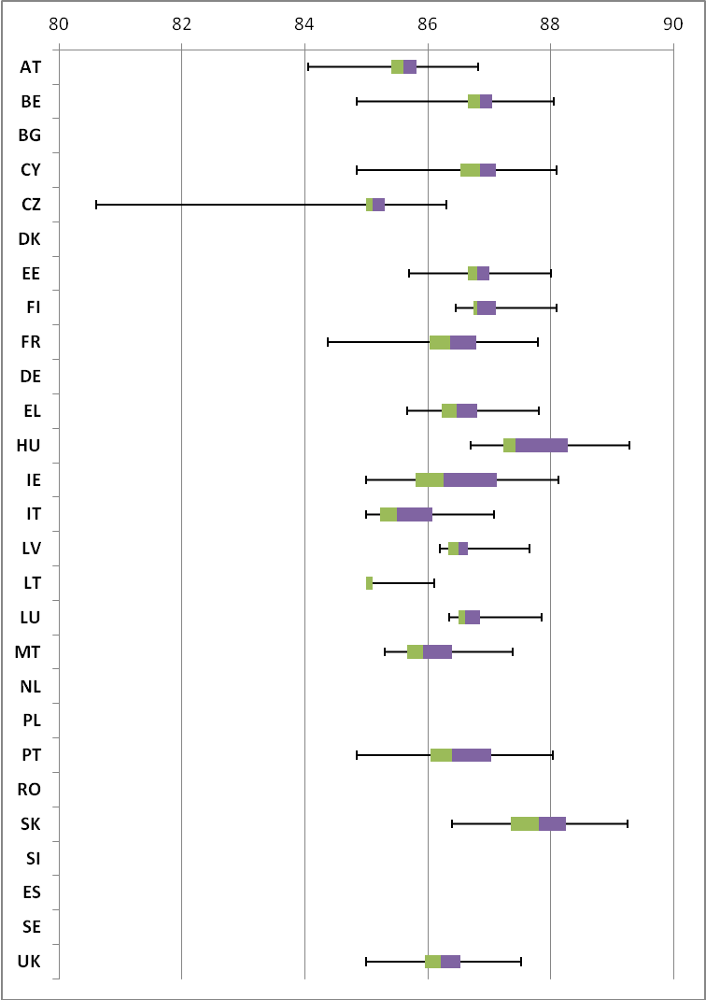 80 82 84 86 88 90
AT
BE
BG
CY
CZ
DK
EE
FI
FR
DE
EL
HU
IE
IT
LV
LT
LU
MT
NL
PL
PT
RO
SK
SI
ES
SE
UK